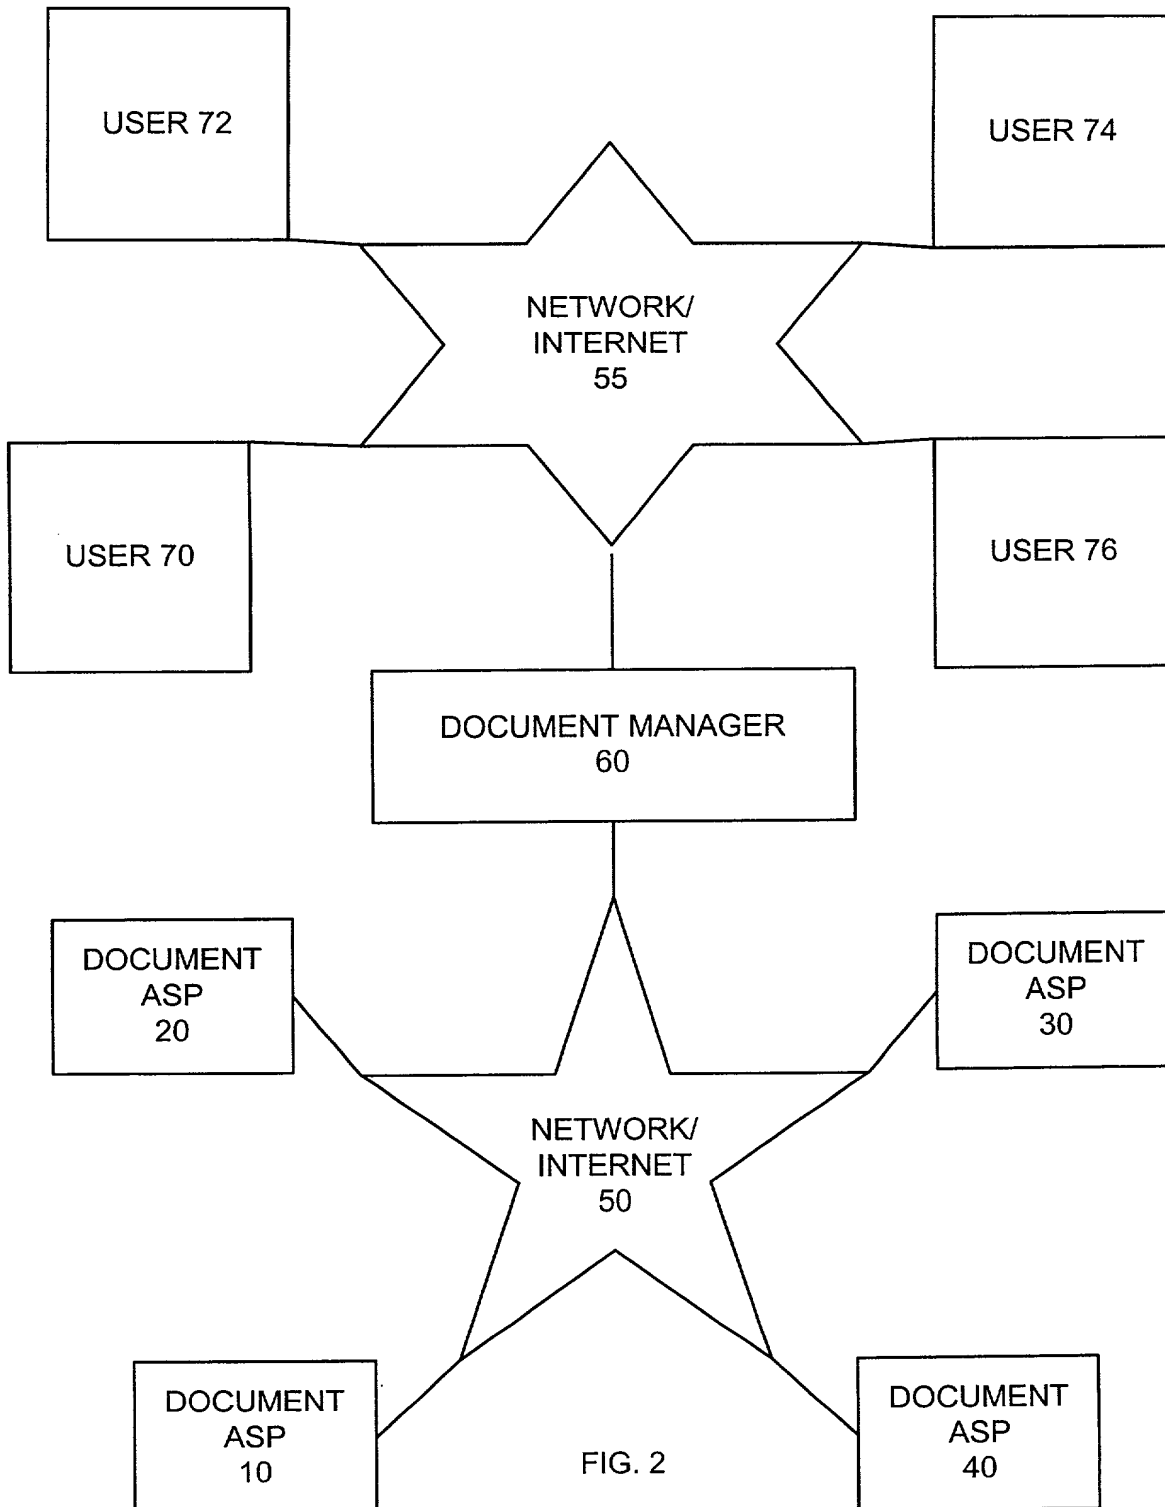 USER 72
USER 74
NETWORK/
INTERNET
55
USER 70
USER 76
DOCUMENT MANAGER
60
DOCUMENT
ASP
20
DOCUMENT
ASP
30
NETWORK/
INTERNET
50
DOCUMENT
ASP
10
DOCUMENT
ASP
40
FIG. 2